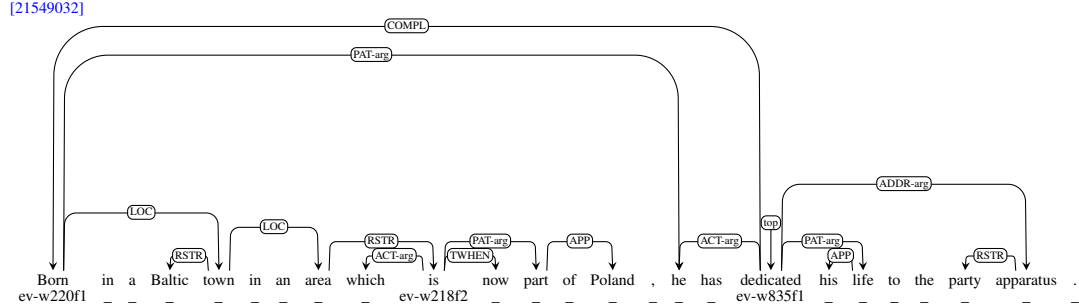 [21549032]
COMPL
PAT-arg
ADDR-arg
LOC
top
LOC
RSTR PAT-arg APP ACT-arg PAT-arg
RSTR ACT-arg TWHEN APP RSTR
Born in a Baltic town in an area which is now part of Poland , he has dedicated his life to the party apparatus .
ev-w220f1 _ _ _ _ _ _ _ _ ev-w218f2 _ _ _ _ _ _ _ ev-w835f1 _ _ _ _ _ _ _